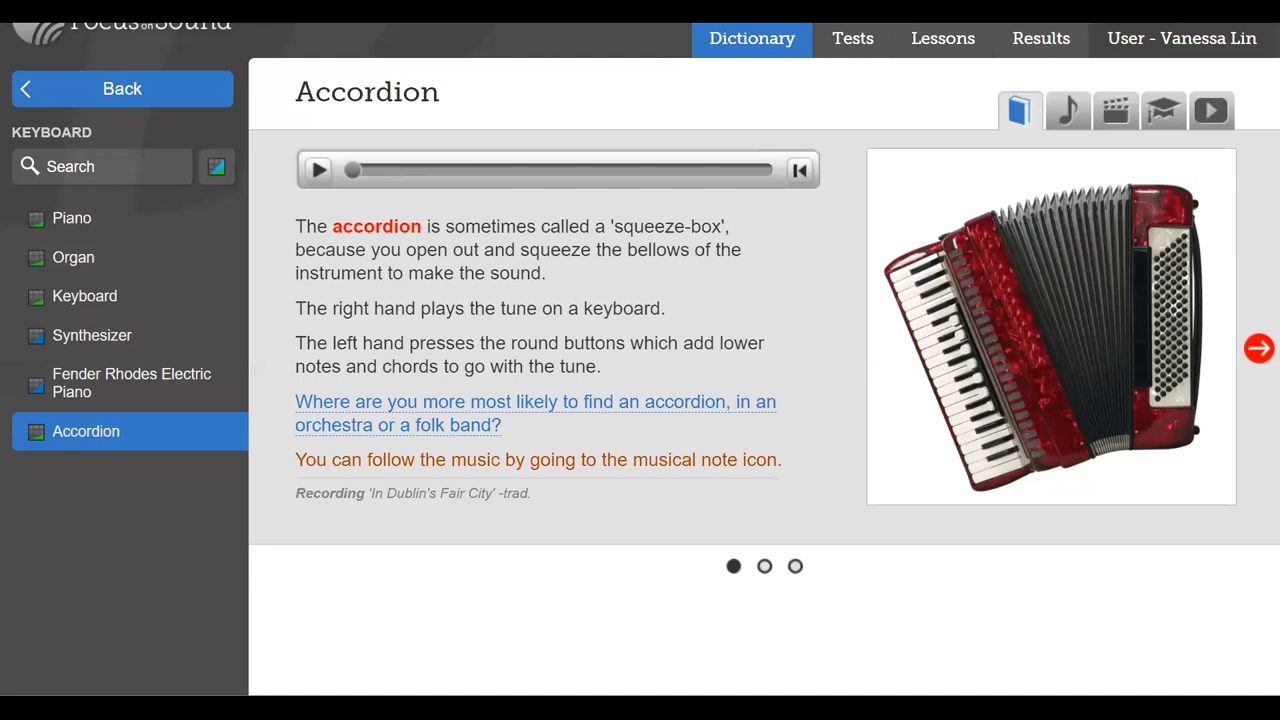 Focus on Sound
Dictionary
Tests
Lessons
Results
User - Vanessa Lin
Back
KEYBOARD
Search
Piano
Organ
Keyboard
Synthesizer
Fender Rhodes Electric
Piano
Accordion
Accordion
The accordion is sometimes called a 'squeeze-box',
because you open out and squeeze the bellows of the
instrument to make the sound.
The right hand plays the tune on a keyboard.
The left hand presses the round buttons which add lower
notes and chords to go with the tune.
Where are you more most likely to find an accordion, in an
orchestra or a folk band?
You can follow the music by going to the musical note icon.
Recording 'In Dublin's Fair City' -trad.